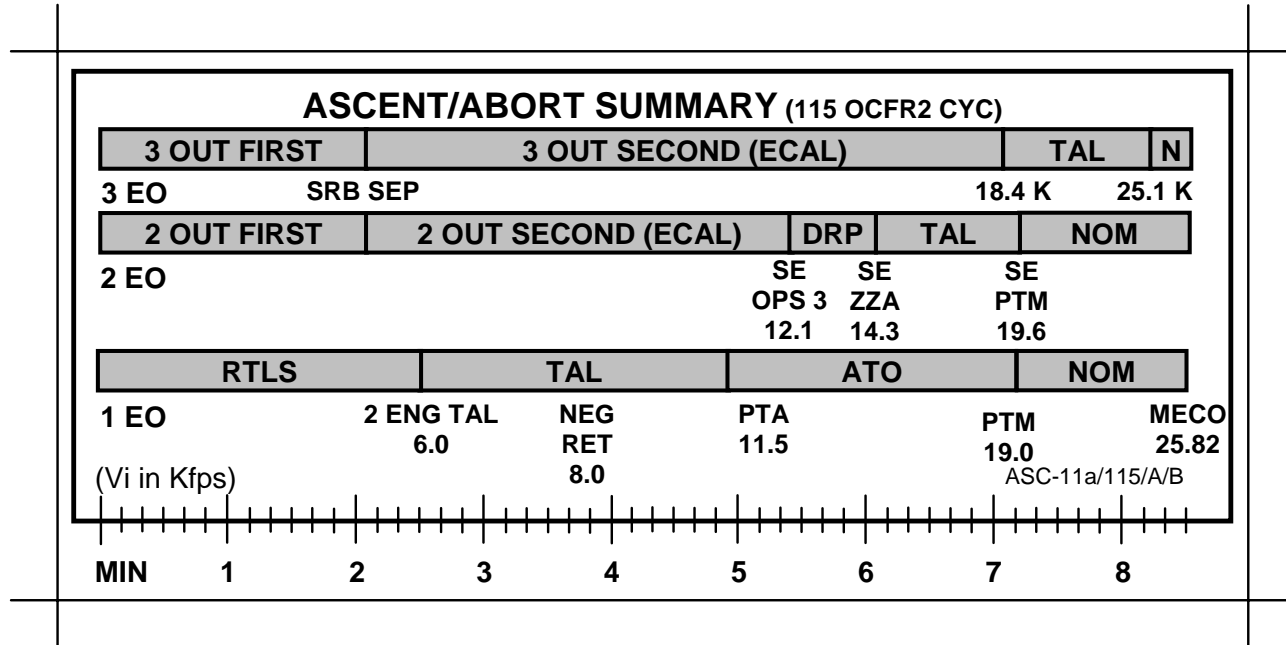 ASCENT/ABORT SUMMARY (115 OCFR2 CYC)
3 OUT FIRST 3 OUT SECOND (ECAL) TAL N
3 EO SRB SEP 18.4 K 25.1 K
2 OUT FIRST 2 OUT SECOND (ECAL) DRP TAL NOM
2 EO SE SE SE
OPS 3 ZZA PTM
12.1 14.3 19.6
RTLS TAL ATO NOM
1 EO 2 ENG TAL NEG PTA PTM MECO
6.0 RET 11.5 19.0 25.82
(Vi in Kfps) 8.0 ASC-11a/115/A/B
MIN 1 2 3 4 5 6 7 8